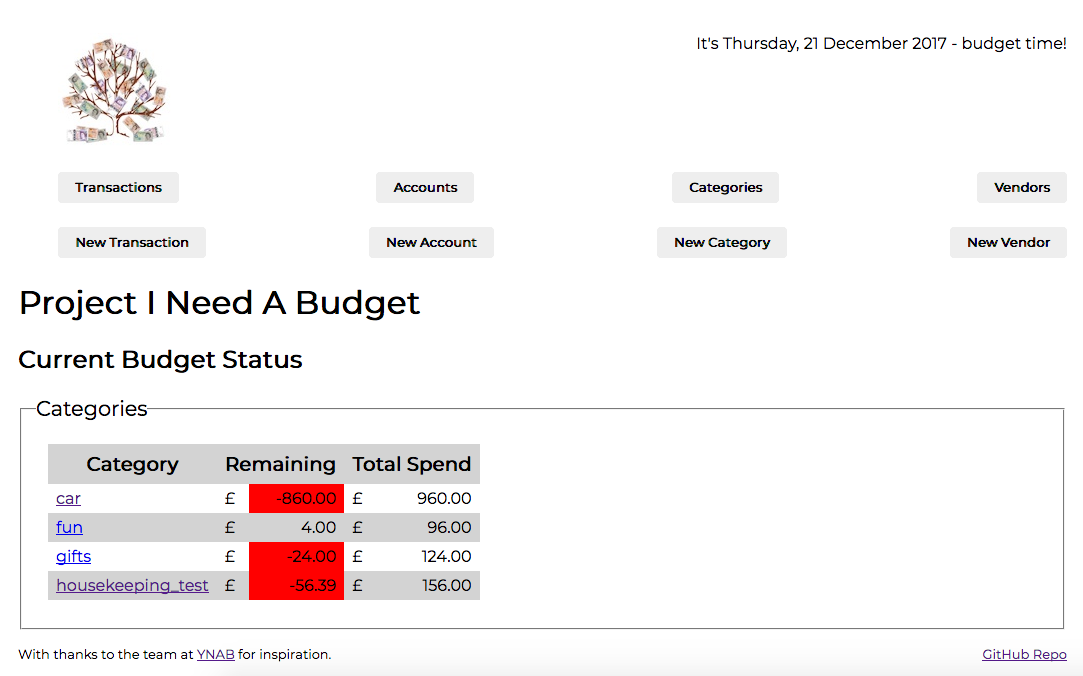 It's Thursday, 21 December 2017 - budget time!
Transactions Accounts Categories Vendors
New Transaction New Account New Category New Vendor
Project I Need A Budget
Current Budget Status
Categories
Category Remaining Total Spend
car £ -860.00 £ 960.00
fun £ 4.00 £ 96.00
gifts £ -24.00 £ 124.00
housekeeping_test £ -56.39 £ 156.00
With thanks to the team at YNAB for inspiration. GitHub Repo